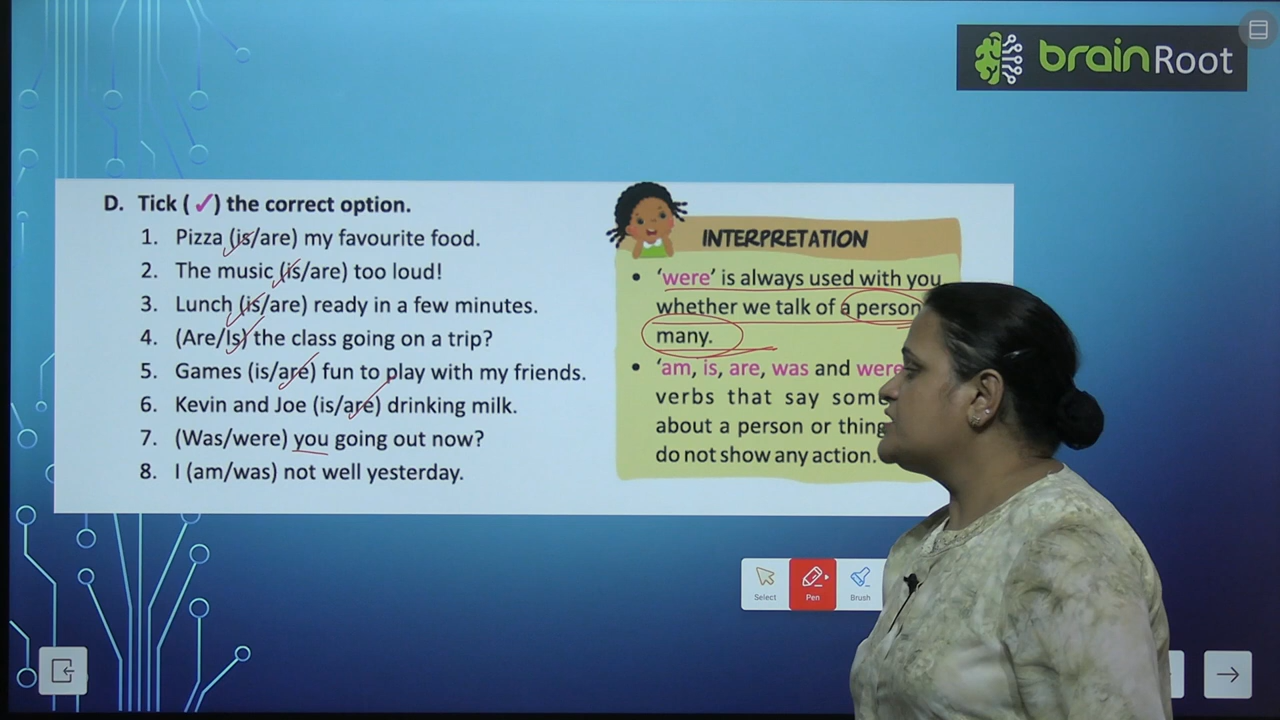 brainRoot
D. Tick (✓) the correct option.
1. Pizza (is/are) my favourite food.
2. The music (is/are) too loud!
3. Lunch (is/are) ready in a few minutes.
4. (Are/Is) the class going on a trip?
5. Games (is/are) fun to play with my friends.
6. Kevin and Joe (is/are) drinking milk.
7. (Was/were) you going out now?
8. I (am/was) not well yesterday.
INTERPRETATION
• ‘were’ is always used with you
whether we talk of a person
many.
• ‘am, is, are, was and were
verbs that say some
about a person or thing
do not show any action.
Select Pen Brush